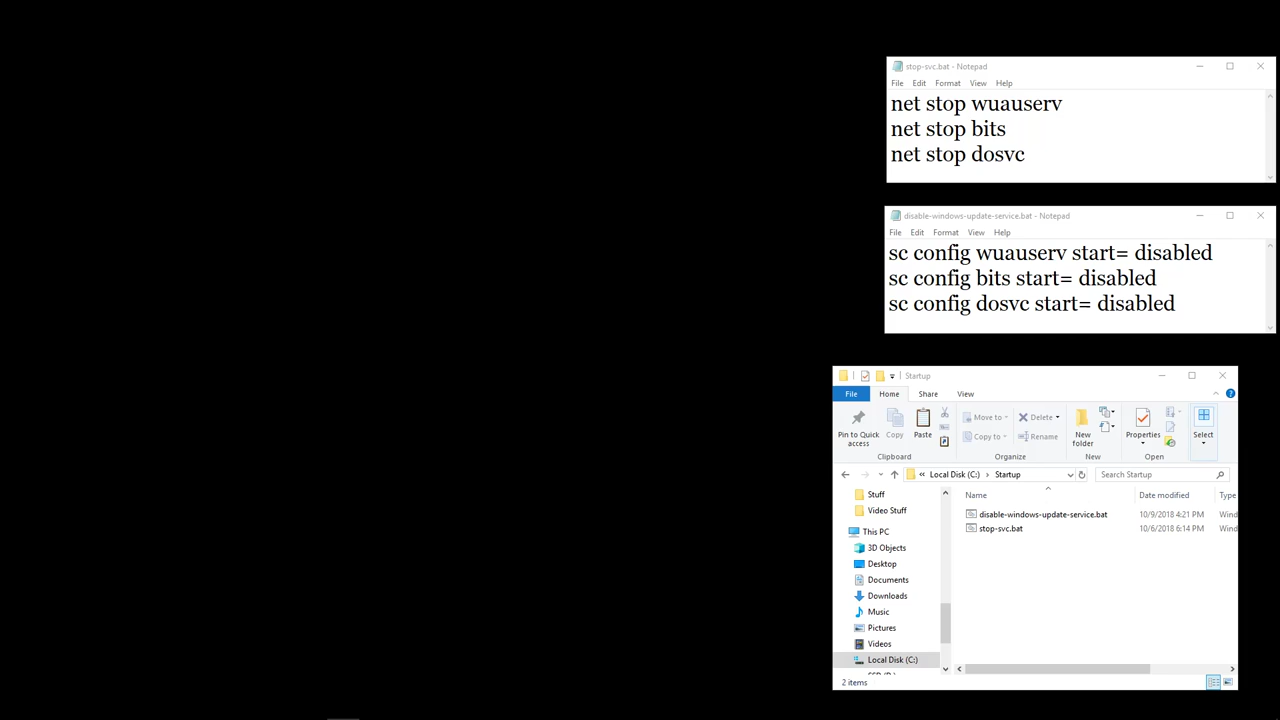 stop-svc.bat - Notepad
File Edit Format View Help
net stop wuauserv
net stop bits
net stop dosvc
disable-windows-update-service.bat - Notepad
File Edit Format View Help
sc config wuauserv start= disabled
sc config bits start= disabled
sc config dosvc start= disabled
Startup
File Home Share View
Pin to Quick access
Copy
Paste
Move to
Copy to
Delete
Rename
New folder
Properties
Select
Clipboard
Organize
New
Open
« Local Disk (C:) › Startup
Search Startup
Stuff
Video Stuff
This PC
3D Objects
Desktop
Documents
Downloads
Music
Pictures
Videos
Local Disk (C:)
Name Date modified Type
disable-windows-update-service.bat 10/9/2018 4:21 PM Wind
stop-svc.bat 10/6/2018 6:14 PM Wind
2 items